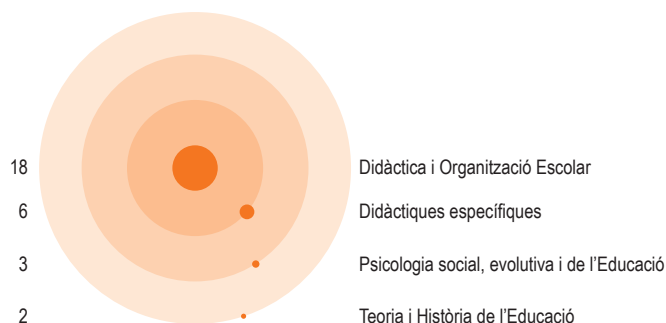 18 Didàctica i Organització Escolar
6 Didàctiques específiques
3 Psicologia social, evolutiva i de l’Educació
2 Teoria i Història de l’Educació